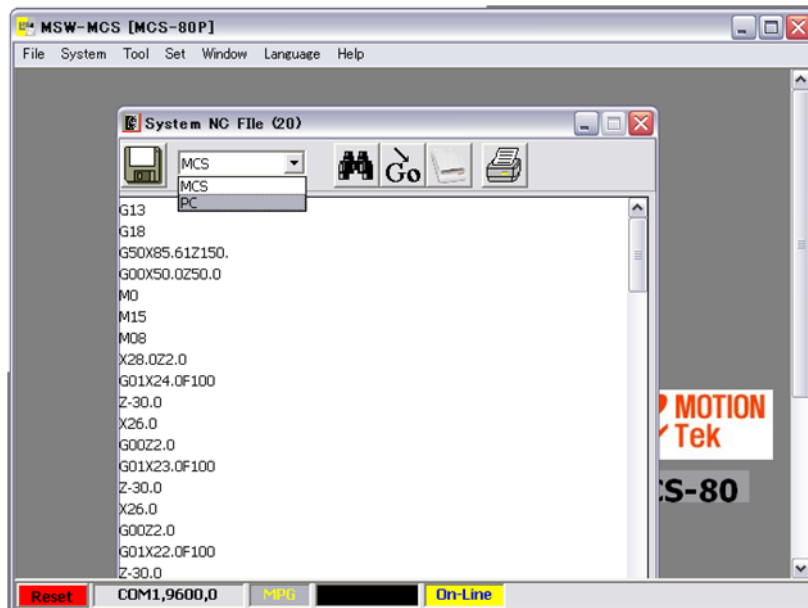 MSW-MCS [MCS-80P]
File System Tool Set Window Language Help
System NC FIle (20)
MCS
Go
MCS
PC
G13
G18
G50X85.61Z150.
G00X50.0Z50.0
M0
M15
M08
X28.0Z2.0
G01X24.0F100
Z-30.0
X26.0
G00Z2.0
G01X23.0F100
Z-30.0
X26.0
G00Z2.0
G01X22.0F100
Z-30.0
MOTION
Tek
CS-80
Reset COM1,9600,0 MPG On-Line